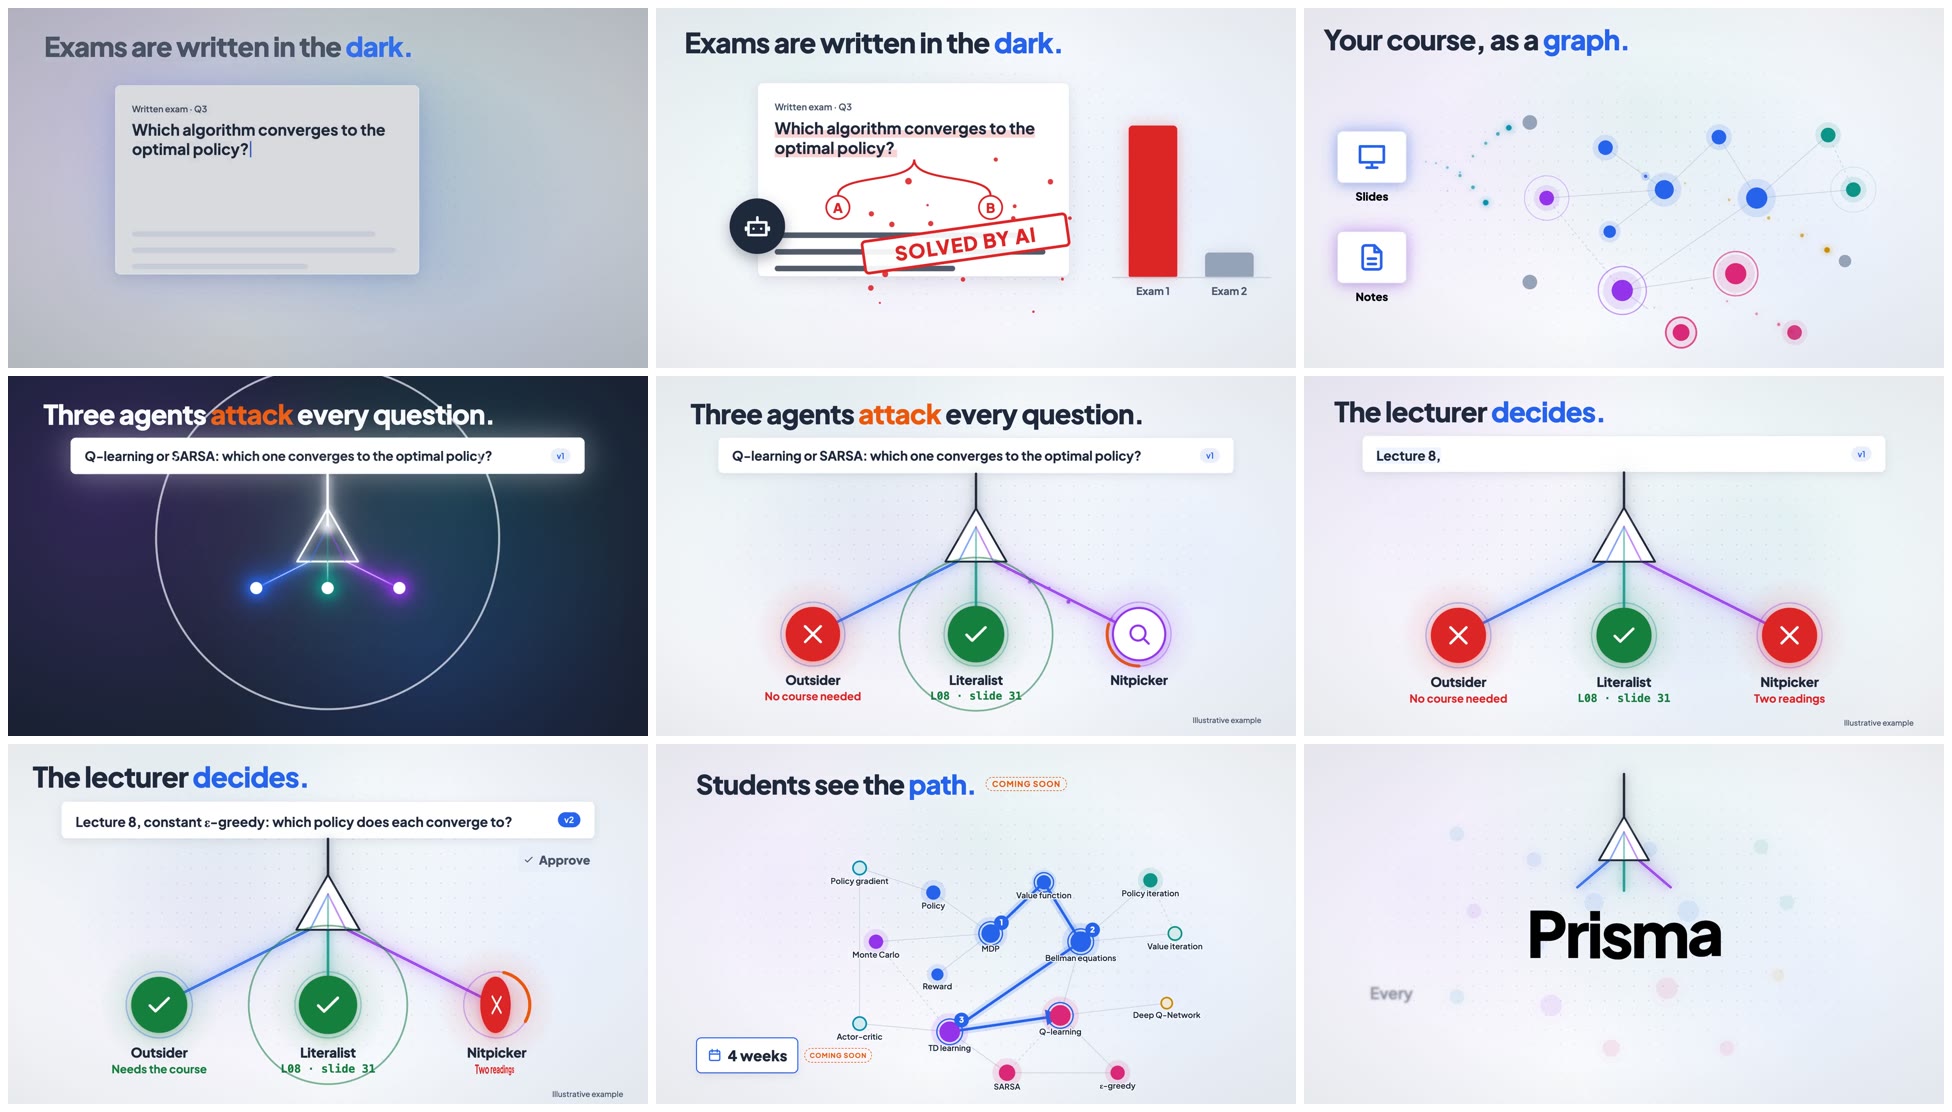 Exams are written in the dark.
Written exam · Q3
Which algorithm converges to the
optimal policy?
Exams are written in the dark.
Written exam · Q3
Which algorithm converges to the
optimal policy?
A
B
SOLVED BY AI
Exam 1
Exam 2
Your course, as a graph.
Slides
Notes
Three agents attack every question.
Q-learning or SARSA: which one converges to the optimal policy?
v1
Three agents attack every question.
Q-learning or SARSA: which one converges to the optimal policy?
v1
Outsider
No course needed
Literalist
L08 · slide 31
Nitpicker
Illustrative example
The lecturer decides.
Lecture 8,
v1
Outsider
No course needed
Literalist
L08 · slide 31
Nitpicker
Two readings
Illustrative example
The lecturer decides.
Lecture 8, constant ε-greedy: which policy does each converge to?
v2
Approve
Outsider
Needs the course
Literalist
L08 · slide 31
Nitpicker
Two readings
Illustrative example
Students see the path.
COMING SOON
Policy gradient
Policy
Value function
Policy iteration
1
2
Monte Carlo
MDP
Bellman equations
Value iteration
Reward
Deep Q-Network
Actor-critic
3
TD learning
Q-learning
4 weeks
COMING SOON
SARSA
ε-greedy
Prisma
Every